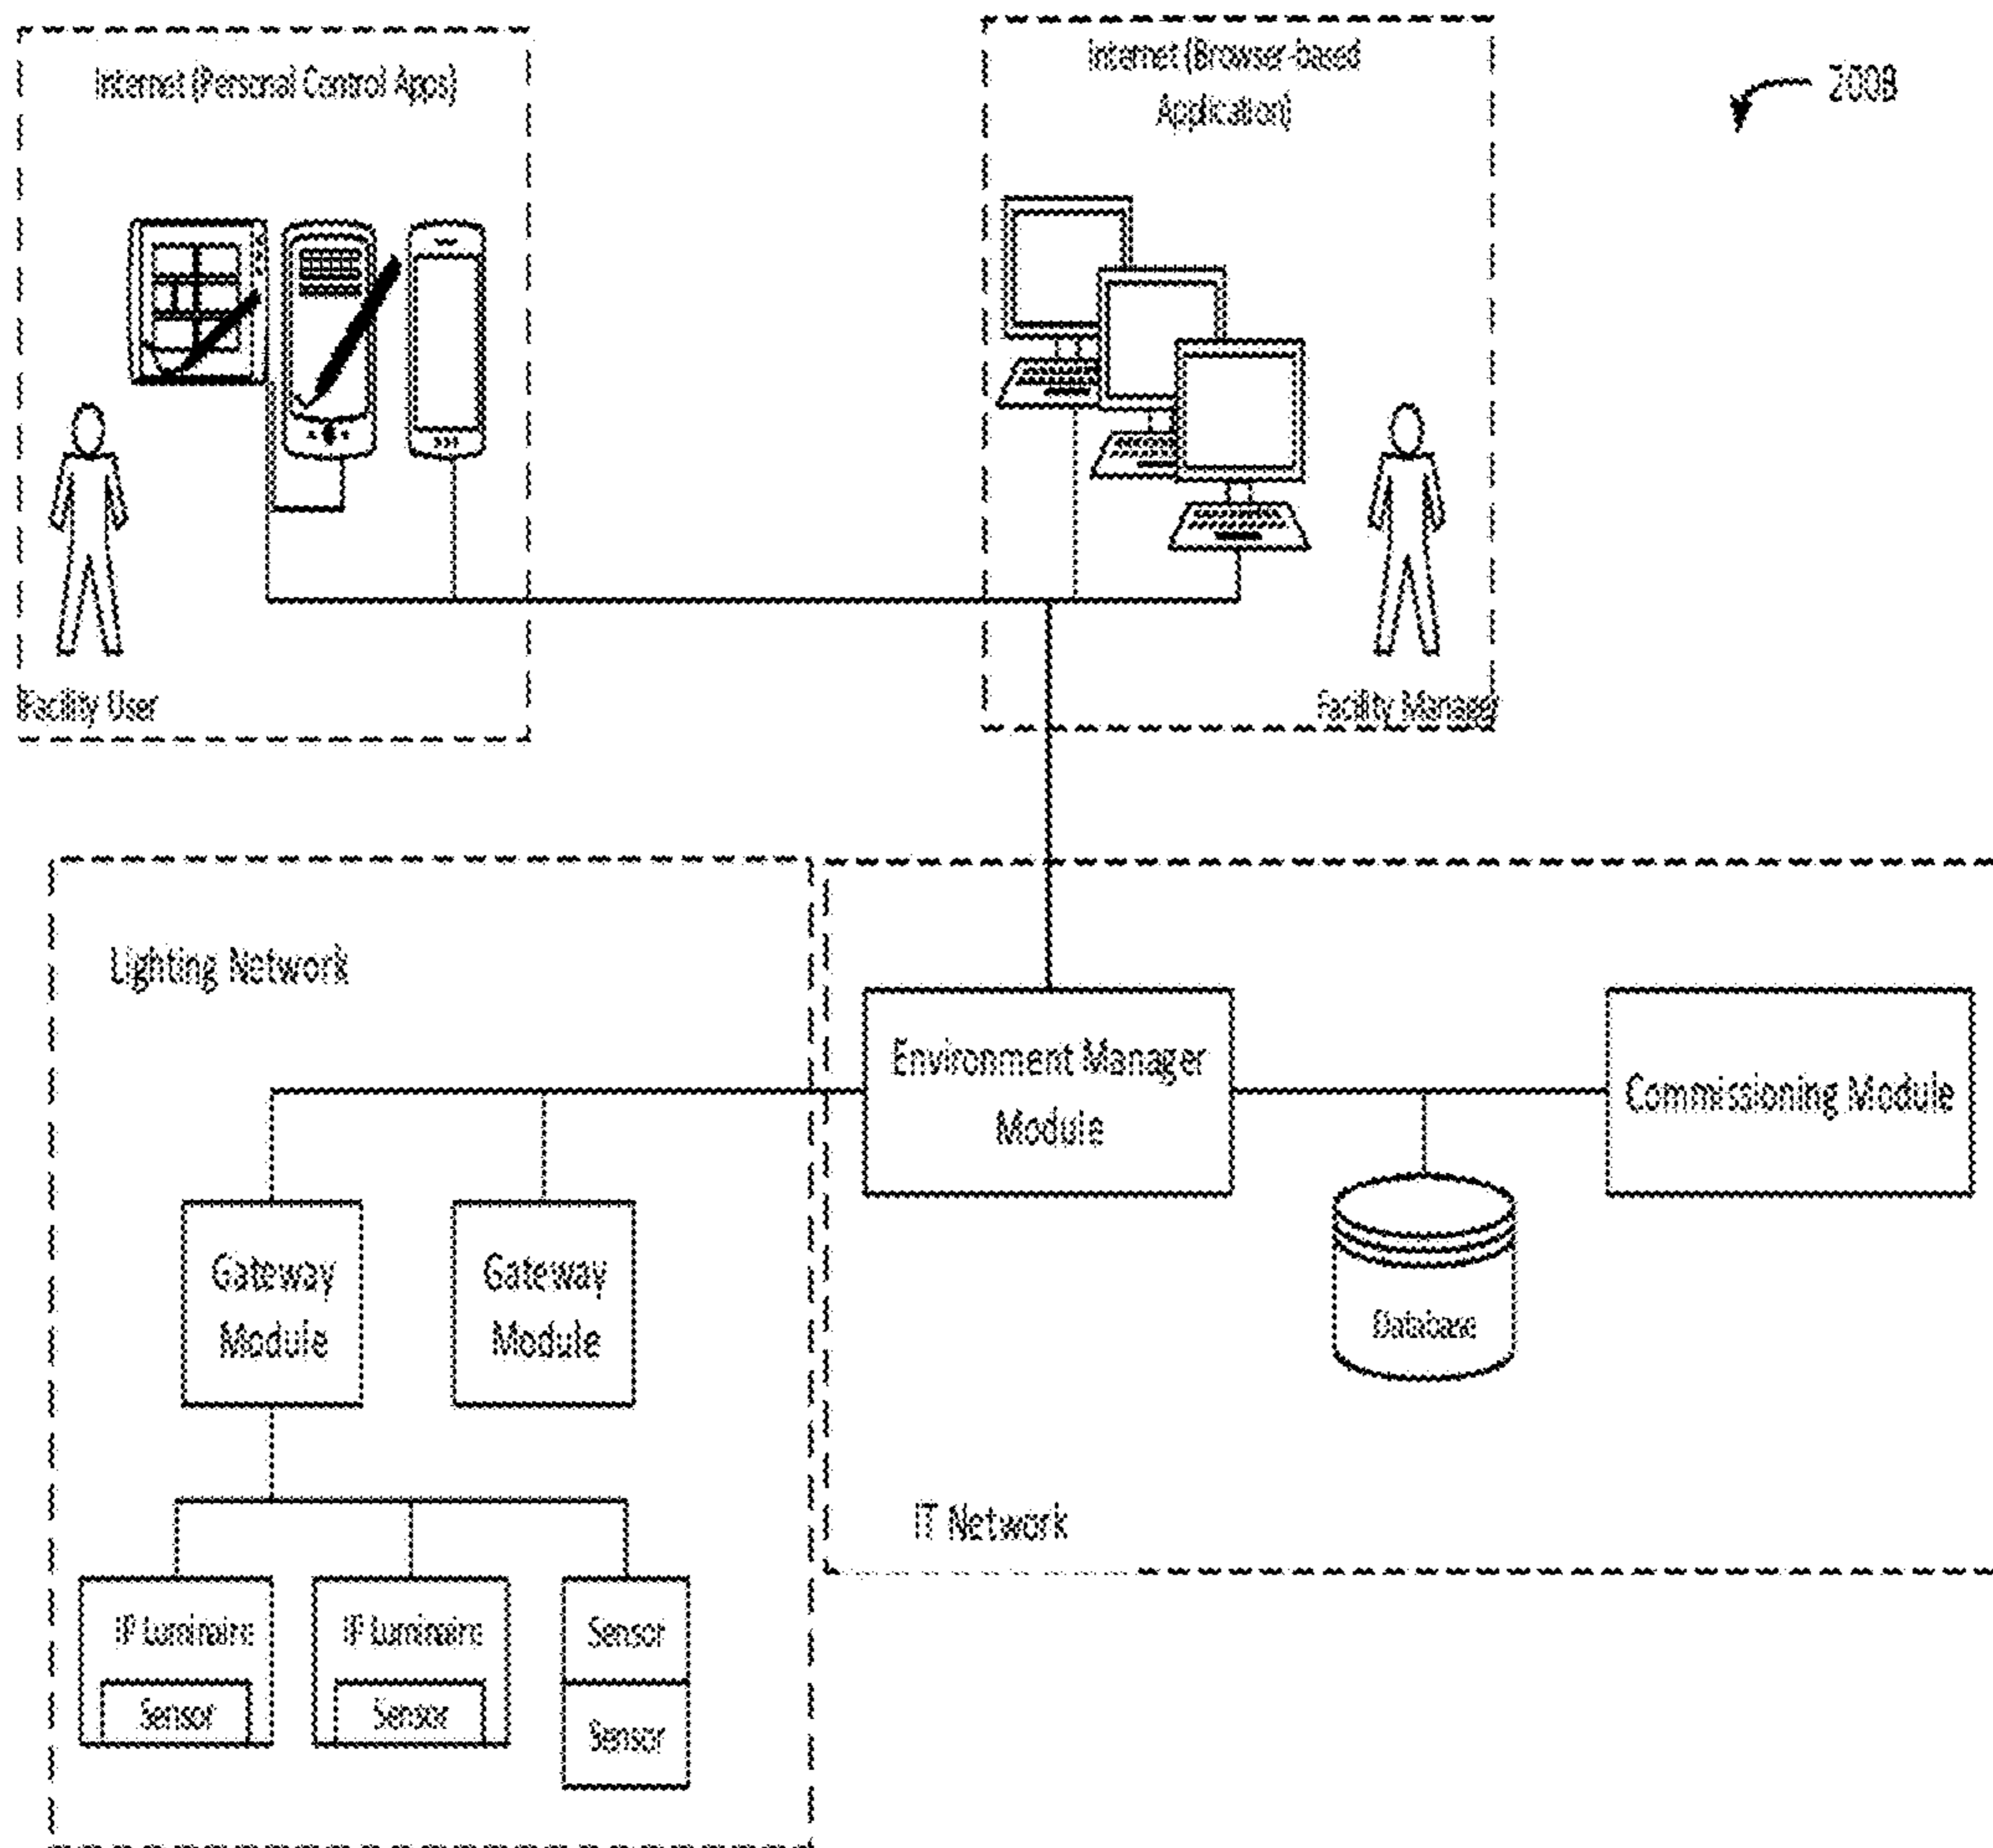 Internet (Personal Control Apps)
Internet (Browser-based
Application)
200B
Facility User
Facility Manager
Lighting Network
Environment Manager
Module
Commissioning Module
Gateway
Module
Gateway
Module
Database
IT Network
IP Luminaire
Sensor
IP Luminaire
Sensor
Sensor
Sensor